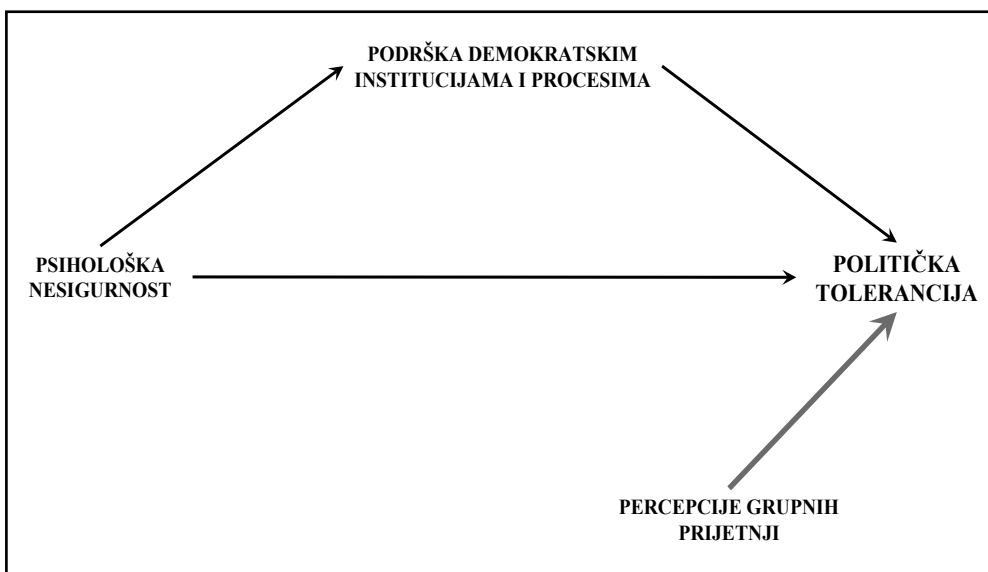 PODRŠKA DEMOKRATSKIM
INSTITUCIJAMA I PROCESIMA
PSIHOLOŠKA
NESIGURNOST
POLITIČKA
TOLERANCIJA
PERCEPCIJE GRUPNIH
PRIJETNJI